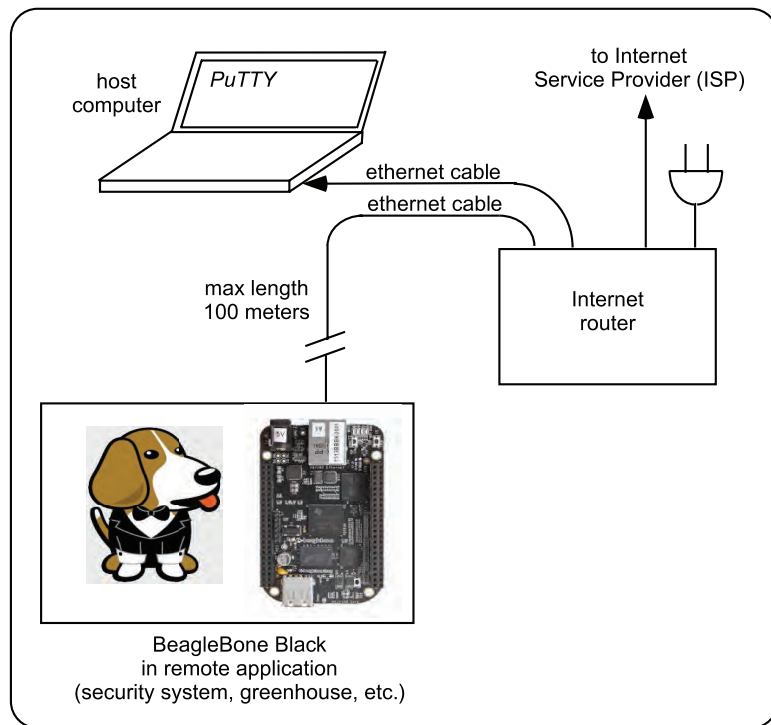 host
computer
PuTTY
to Internet
Service Provider (ISP)
ethernet cable
ethernet cable
max length
100 meters
Internet
router
5V
BeagleBone Black
in remote application
(security system, greenhouse, etc.)